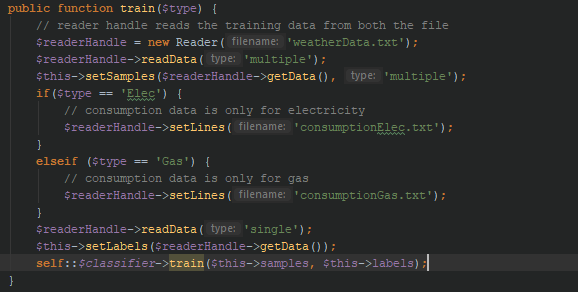 public function train($type) {
// reader handle reads the training data from both the file
$readerHandle = new Reader( filename: 'weatherData.txt');
$readerHandle->readData( type: 'multiple');
$this->setSamples($readerHandle->getData(), type: 'multiple');
if($type == 'Elec') {
// consumption data is only for electricity
$readerHandle->setLines( filename: 'consumptionElec.txt');
}
elseif ($type == 'Gas') {
// consumption data is only for gas
$readerHandle->setLines( filename: 'consumptionGas.txt');
}
$readerHandle->readData( type: 'single');
$this->setLabels($readerHandle->getData());
self::$classifier->train($this->samples, $this->labels);
}